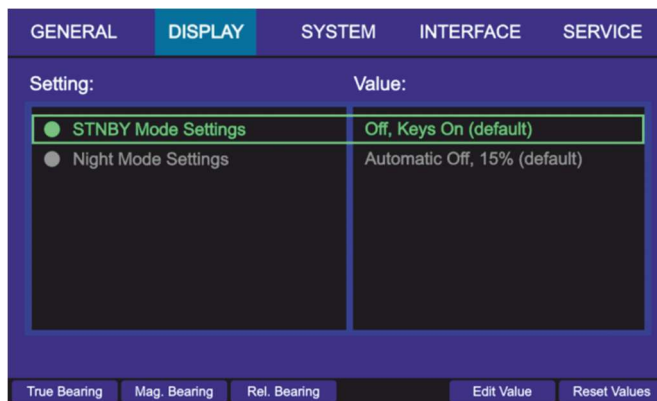 GENERAL DISPLAY SYSTEM INTERFACE SERVICE
Setting: Value:
STNBY Mode Settings Off, Keys On (default)
Night Mode Settings Automatic Off, 15% (default)
True Bearing Mag. Bearing Rel. Bearing Edit Value Reset Values